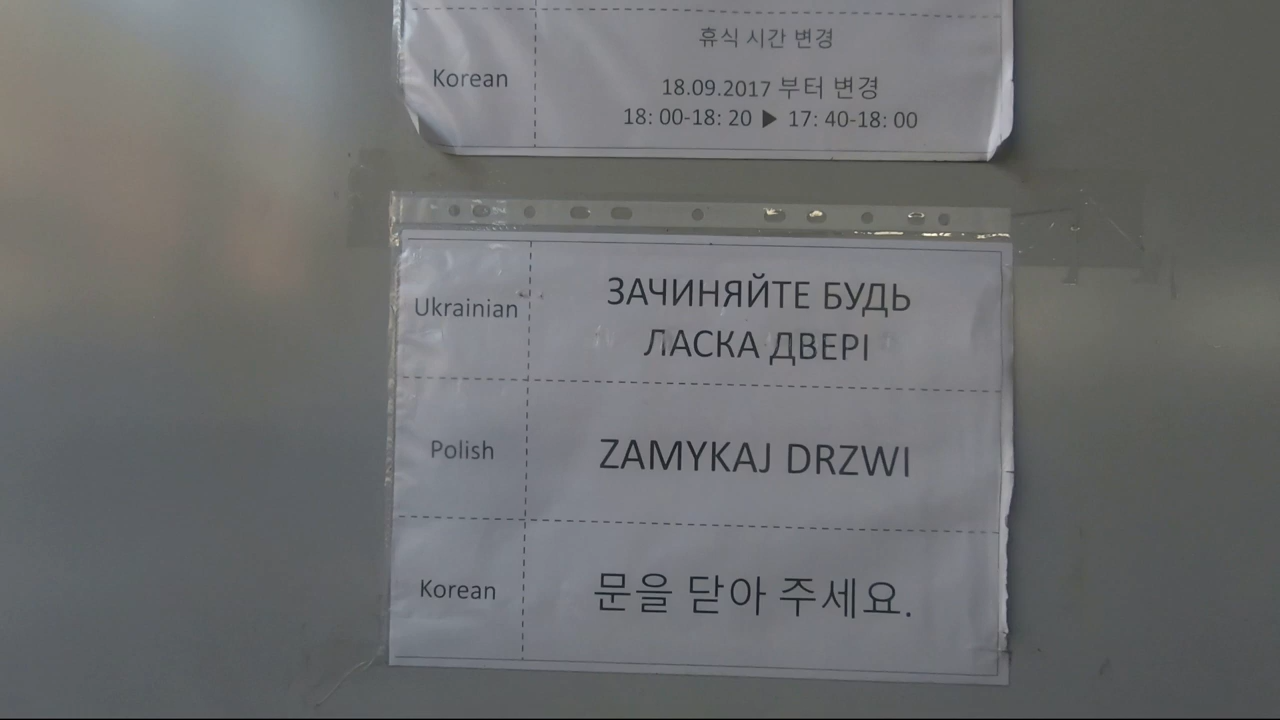 휴식 시간 변경
Korean
18.09.2017 부터 변경
18: 00-18: 20 ▶ 17: 40-18: 00
Ukrainian
ЗАЧИНЯЙТЕ БУДЬ
ЛАСКА ДВЕРІ
Polish
ZAMYKAJ DRZWI
Korean
문을 닫아 주세요.